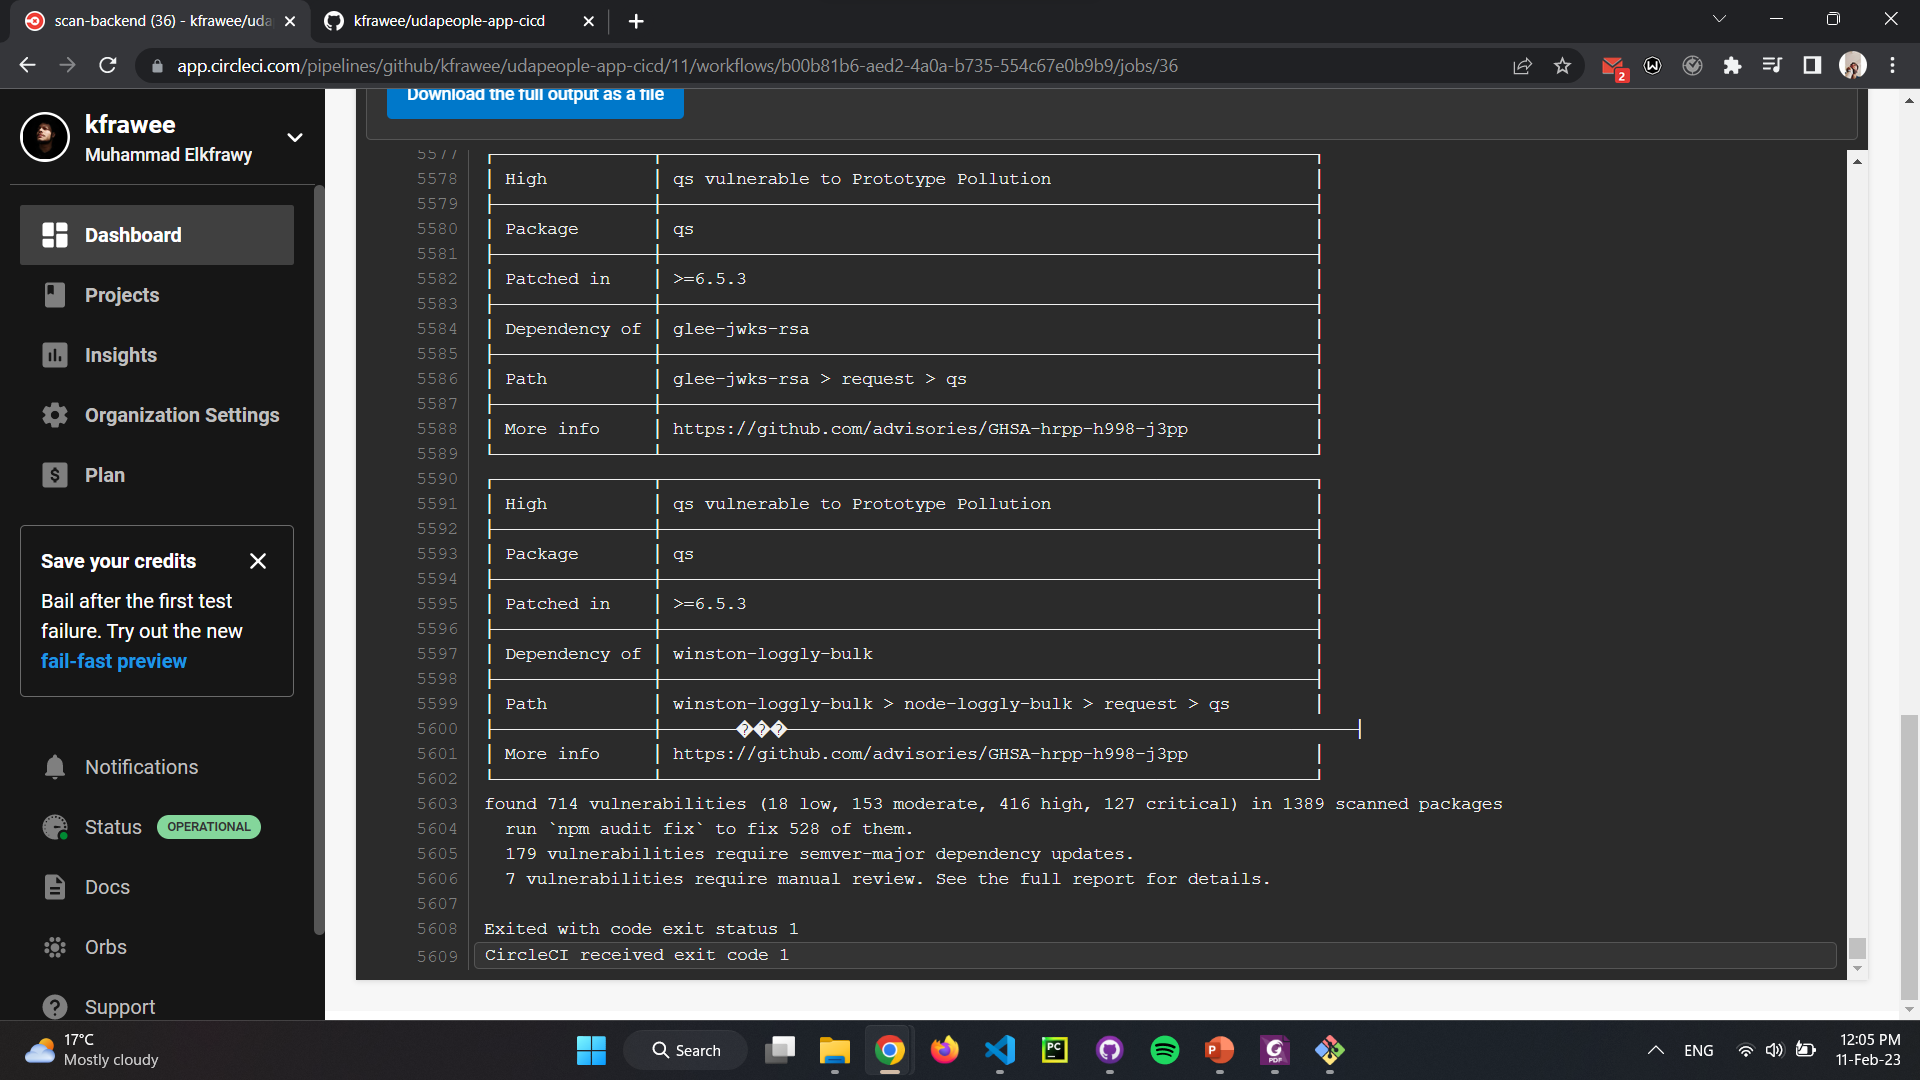 scan-backend (36) - kfrawee/uda
kfrawee/udapeople-app-cicd
app.circleci.com/pipelines/github/kfrawee/udapeople-app-cicd/11/workflows/b00b81b6-aed2-4a0a-b735-554c67e0b9b9/jobs/36
2
kfrawee
Muhammad Elkfrawy
Dashboard
Projects
Insights
Organization Settings
Plan
Save your credits
Bail after the first test
failure. Try out the new
fail-fast preview
Notifications
Status OPERATIONAL
Docs
Orbs
Support
Download the full output as a file
5577
5578 High qs vulnerable to Prototype Pollution
5579
5580 Package qs
5581
5582 Patched in >=6.5.3
5583
5584 Dependency of glee-jwks-rsa
5585
5586 Path glee-jwks-rsa > request > qs
5587
5588 More info https://github.com/advisories/GHSA-hrpp-h998-j3pp
5589
5590
5591 High qs vulnerable to Prototype Pollution
5592
5593 Package qs
5594
5595 Patched in >=6.5.3
5596
5597 Dependency of winston-loggly-bulk
5598
5599 Path winston-loggly-bulk > node-loggly-bulk > request > qs
5600 ���
5601 More info https://github.com/advisories/GHSA-hrpp-h998-j3pp
5602
5603 found 714 vulnerabilities (18 low, 153 moderate, 416 high, 127 critical) in 1389 scanned packages
5604 run `npm audit fix` to fix 528 of them.
5605 179 vulnerabilities require semver-major dependency updates.
5606 7 vulnerabilities require manual review. See the full report for details.
5607
5608 Exited with code exit status 1
5609 CircleCI received exit code 1
17°C
Mostly cloudy
Search
PC
PDF
ENG
12:05 PM
11-Feb-23